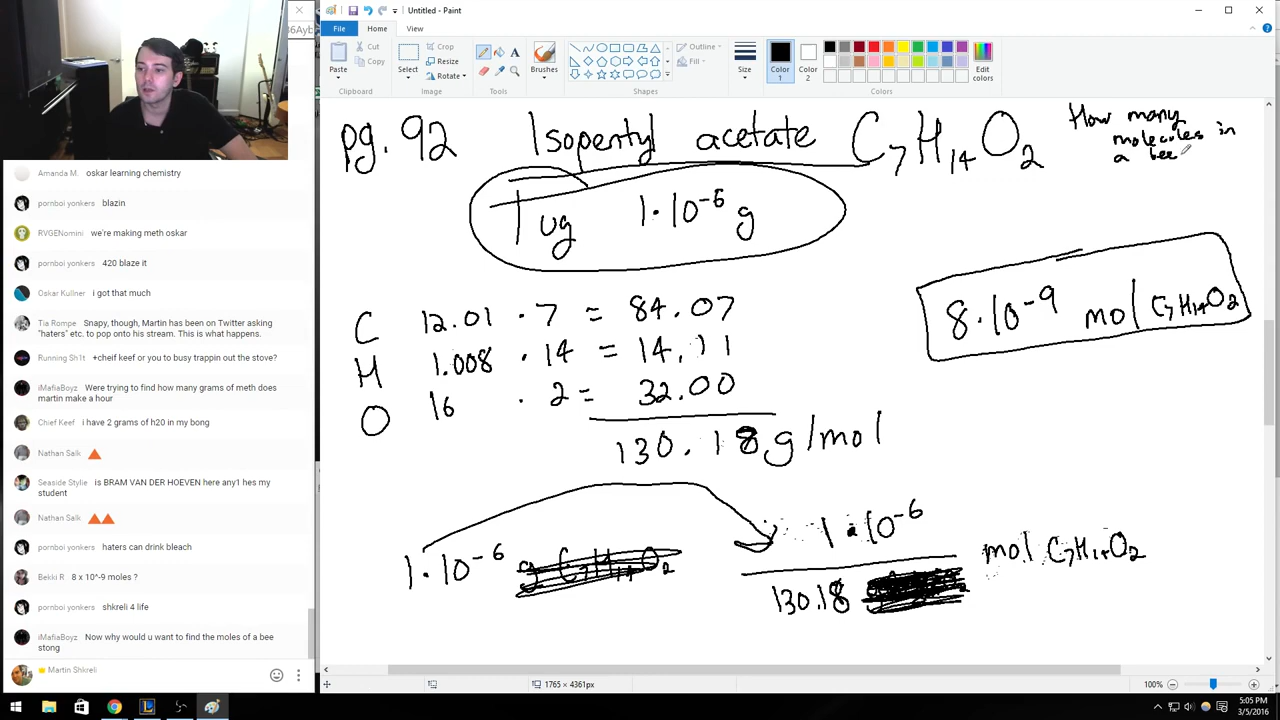 Untitled - Paint
File
Home
View
Paste
Cut
Copy
Clipboard
Select
Crop
Resize
Rotate
Image
Tools
Brushes
Shapes
Outline
Fill
Size
Color
1
Color
2
Edit
colors
Colors
Amanda M. oskar learning chemistry
pornboi yonkers blazin
RVGENomini we're making meth oskar
pornboi yonkers 420 blaze it
Oskar Kullner i got that much
Tia Rompe Snapy, though, Martin has been on Twitter asking
"haters" etc. to pop onto his stream. This is what happens.
Running Sh1t +cheif keef or you to busy trappin out the stove?
iMafiaBoyz Were trying to find how many grams of meth does
martin make a hour
Chief Keef i have 2 grams of h20 in my bong
Nathan Salk
Seaside Stylie is BRAM VAN DER HOEVEN here any1 hes my
student
Nathan Salk
pornboi yonkers haters can drink bleach
Bekki R 8 x 10^-9 moles ?
pornboi yonkers shkreli 4 life
iMafiaBoyz Now why would u want to find the moles of a bee
stong
Martin Shkreli
pg. 92 Isopentyl acetate C7H14O2
How many
molecules in
a bee
1 ug 1·10-6 g
8·10-9 mol C7H14O2
C 12.01 · 7 = 84.07
H 1.008 · 14 = 14.11
O 16 · 2 = 32.00
130.18 g/mol
1·10-6 g C7H14O2
1·10-6
130.18
mol C7H14O2
1765 × 4361px
100%
5:05 PM
3/5/2016